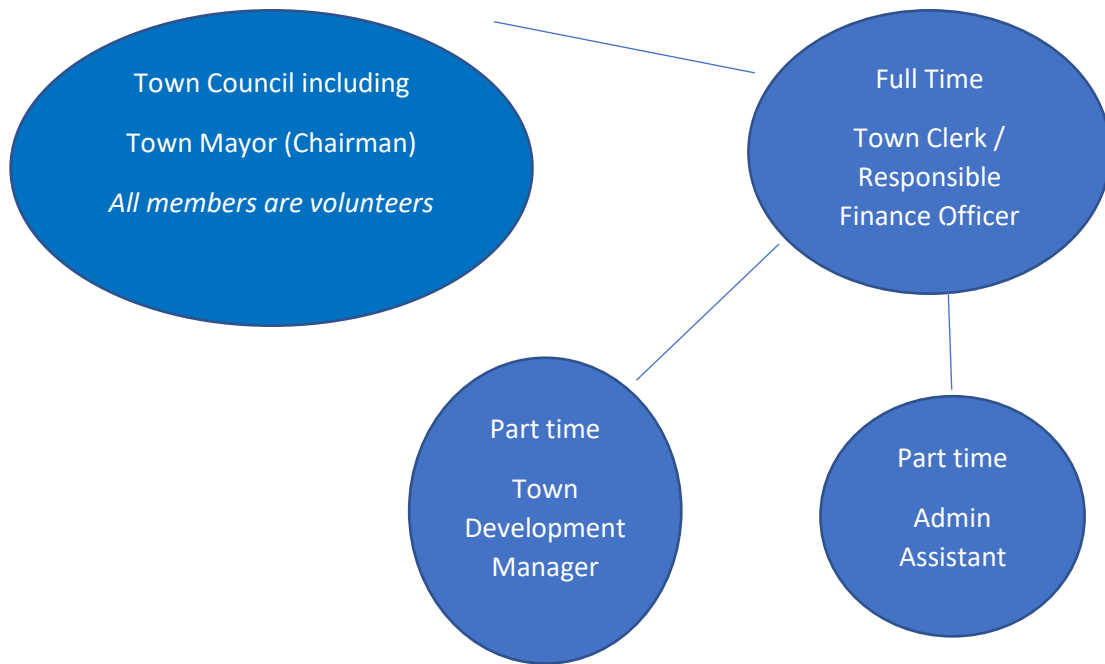 Town Council including
Town Mayor (Chairman)
All members are volunteers
Full Time
Town Clerk /
Responsible
Finance Officer
Part time
Town
Development
Manager
Part time
Admin
Assistant